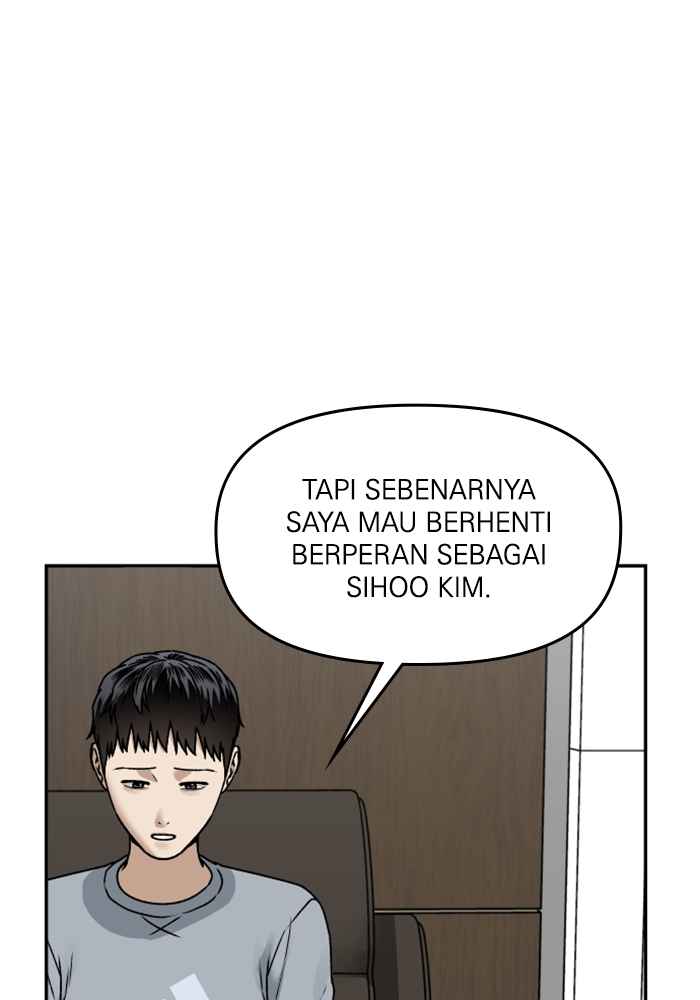 TAPI SEBENARNYA
SAYA MAU BERHENTI
BERPERAN SEBAGAI
SIHOO KIM.